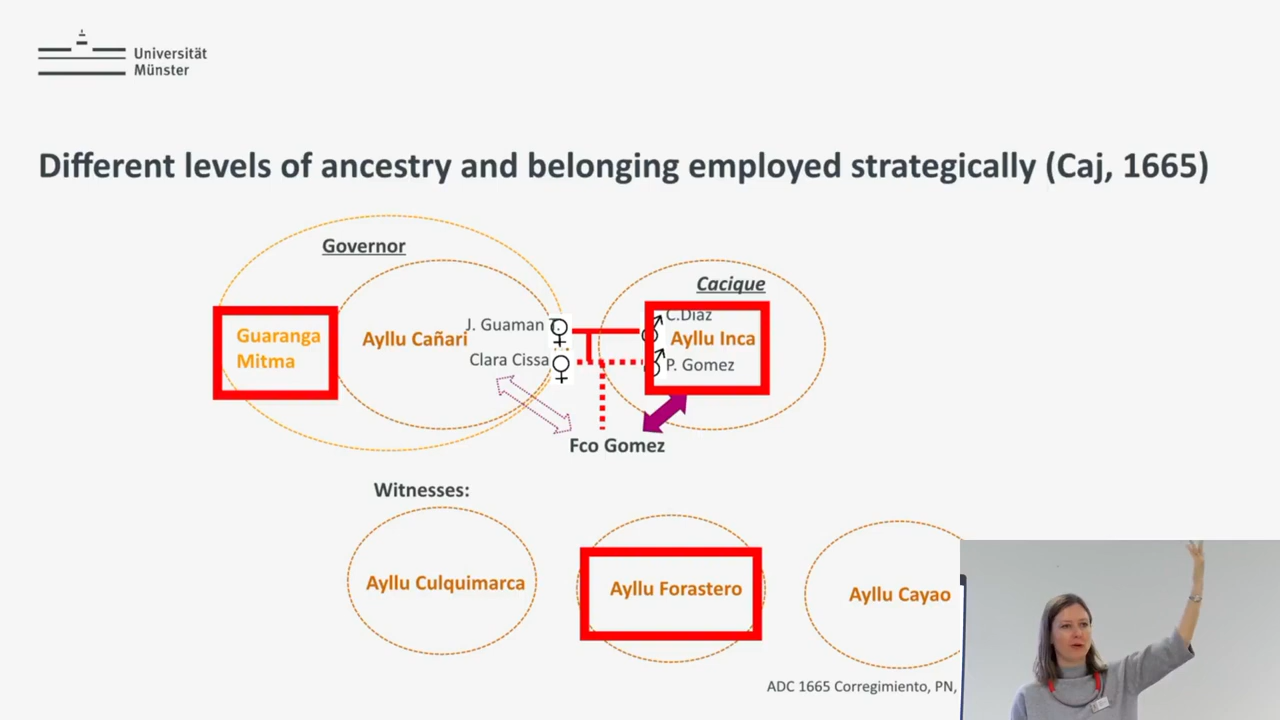 Universität
Münster
Different levels of ancestry and belonging employed strategically (Caj, 1665)
Governor
Cacique
Guaranga
Mitma
Ayllu Cañari
J. Guaman T.
Clara Cissa
C.Diaz
Ayllu Inca
P. Gomez
Fco Gomez
Witnesses:
Ayllu Culquimarca
Ayllu Forastero
Ayllu Cayao
ADC 1665 Corregimiento, PN,